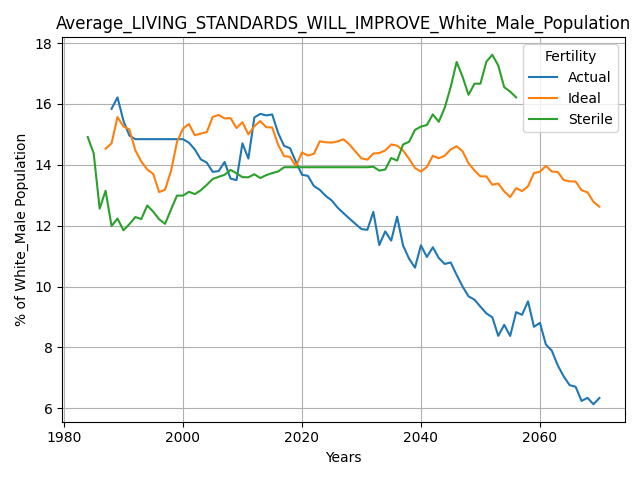 Average_LIVING_STANDARDS_WILL_IMPROVE_White_Male_Population
Fertility
Actual
Ideal
Sterile
% of White_Male Population
18
16
14
12
10
8
6
1980
2000
2020
2040
2060
Years